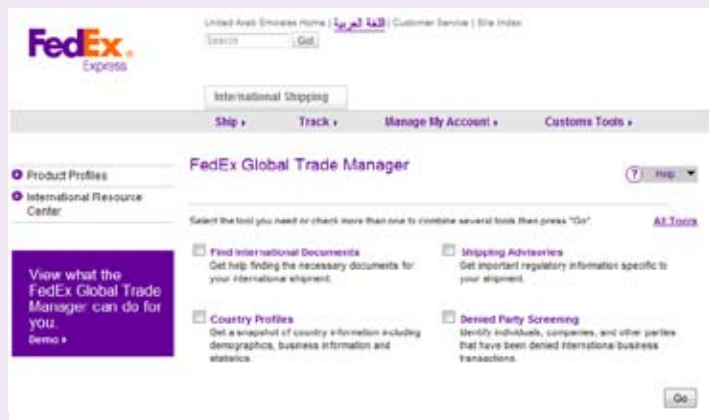 United Arab Emirates Home | اللغة العربية | Customer Service | Site Index
FedEx
Express
Search Go!
International Shipping
Ship Track Manage My Account Customs Tools
Product Profiles
International Resource
Center
FedEx Global Trade Manager
? Help
Select the tool you need or check more than one to combine several tools then press "Go"
All Tools
Find International Documents
Get help finding the necessary documents for
your international shipment.
Shipping Advisories
Get important regulatory information specific to
your shipment.
View what the
FedEx Global Trade
Manager can do for
you.
Demo
Country Profiles
Get a snapshot of country information including
demographics, business information and
statistics.
Denied Party Screening
Identify individuals, companies, and other parties
that have been denied international business
transactions.
Go